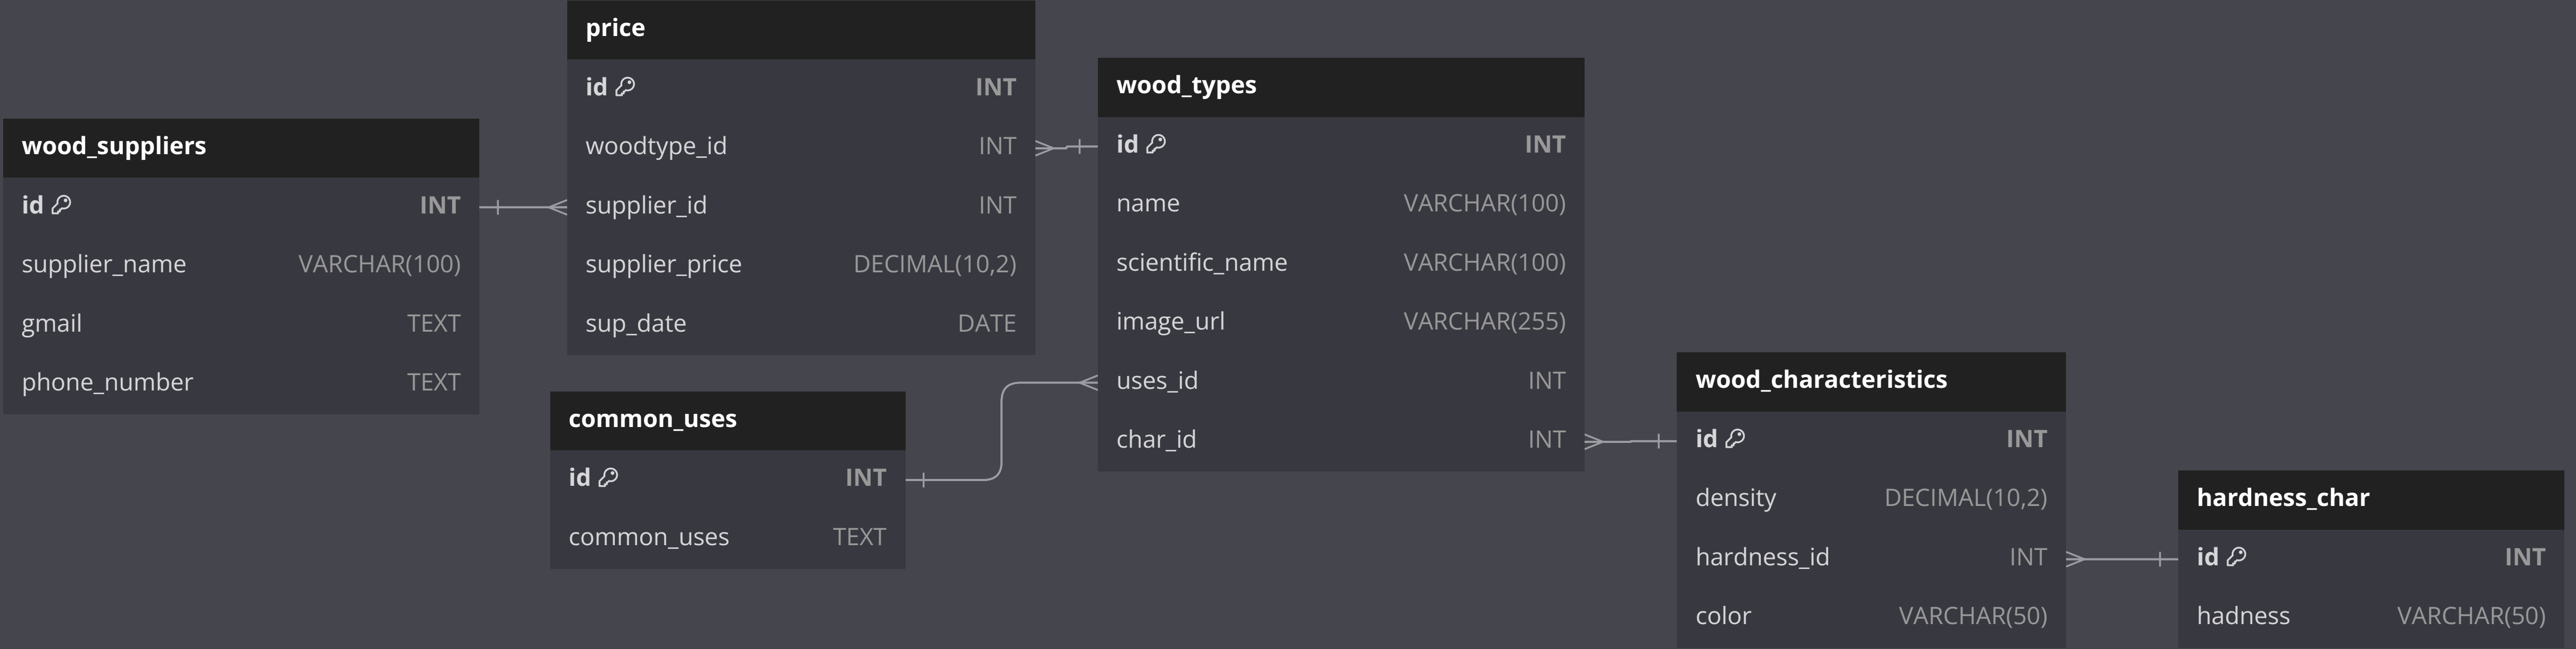 price
id INT
woodtype_id INT
supplier_id INT
supplier_price DECIMAL(10,2)
sup_date DATE
wood_suppliers
id INT
supplier_name VARCHAR(100)
gmail TEXT
phone_number TEXT
wood_types
id INT
name VARCHAR(100)
scientific_name VARCHAR(100)
image_url VARCHAR(255)
uses_id INT
char_id INT
common_uses
id INT
common_uses TEXT
wood_characteristics
id INT
density DECIMAL(10,2)
hardness_id INT
color VARCHAR(50)
hardness_char
id INT
hadness VARCHAR(50)